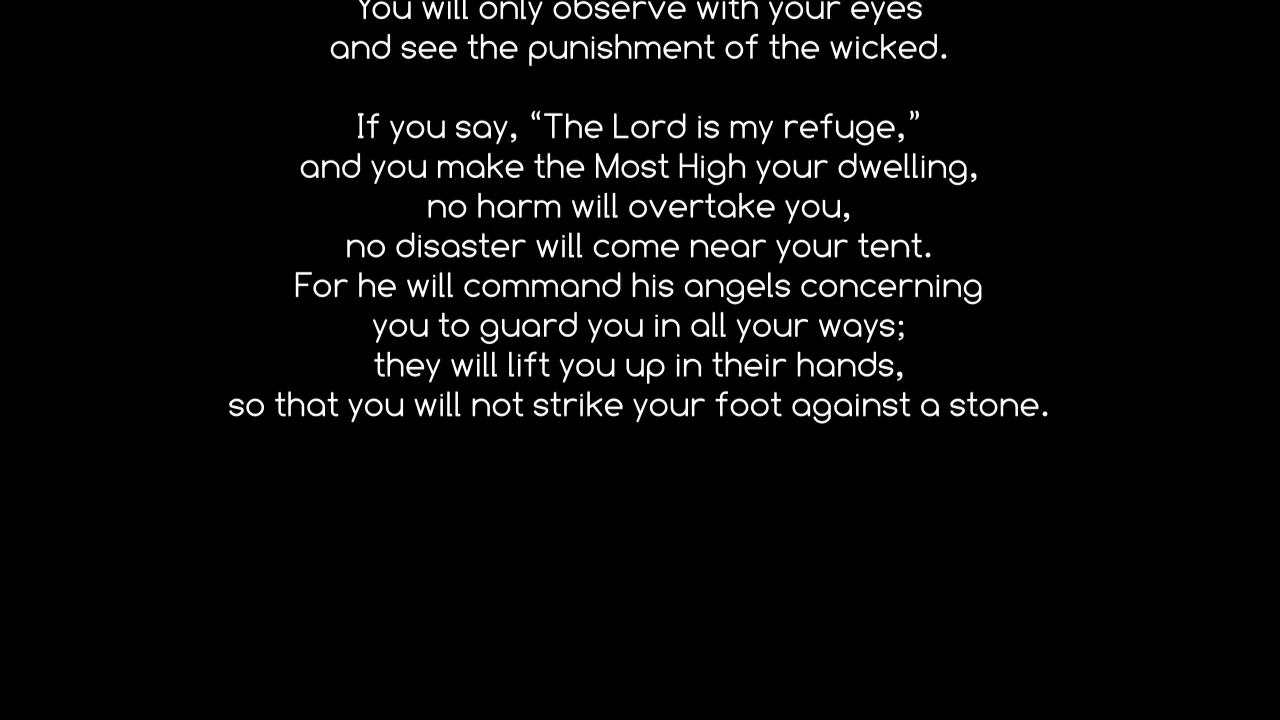 You will only observe with your eyes
and see the punishment of the wicked.
If you say, “The Lord is my refuge,”
and you make the Most High your dwelling,
no harm will overtake you,
no disaster will come near your tent.
For he will command his angels concerning
you to guard you in all your ways;
they will lift you up in their hands,
so that you will not strike your foot against a stone.